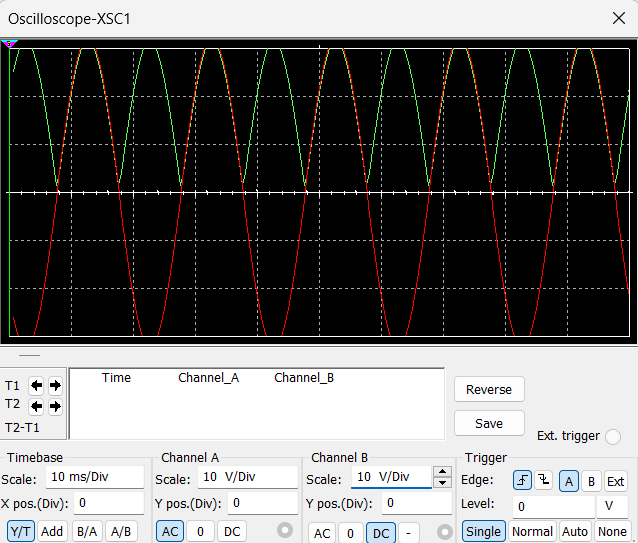 Oscilloscope-XSC1
Time Channel_A Channel_B
T1
T2
T2-T1
Reverse
Save
Ext. trigger
Timebase
Scale: 10 ms/Div
X pos.(Div): 0
Y/T Add B/A A/B
Channel A
Scale: 10 V/Div
Y pos.(Div): 0
AC 0 DC
Channel B
Scale: 10 V/Div
Y pos.(Div): 0
AC 0 DC -
Trigger
Edge: A B Ext
Level: 0 V
Single Normal Auto None